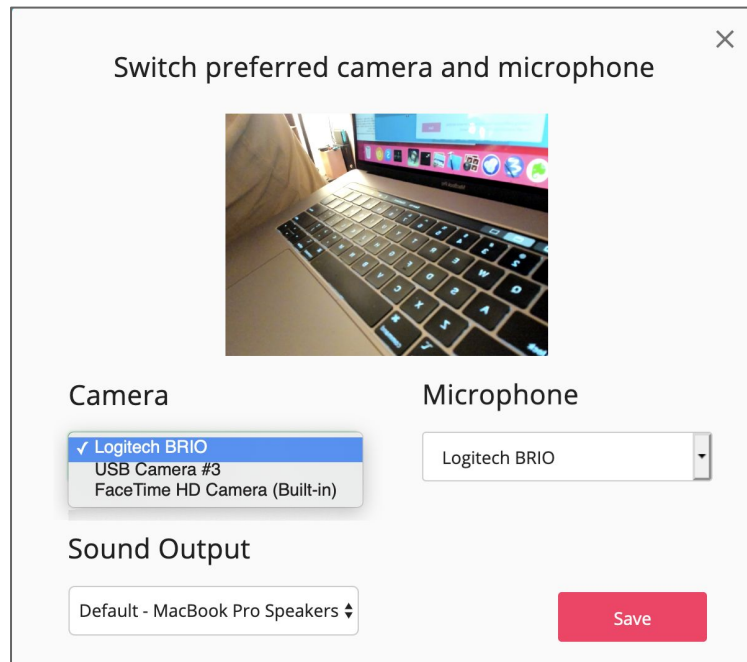 Switch preferred camera and microphone
Camera
Microphone
✓ Logitech BRIO
USB Camera #3
FaceTime HD Camera (Built-in)
Logitech BRIO
Sound Output
Default - MacBook Pro Speakers
Save